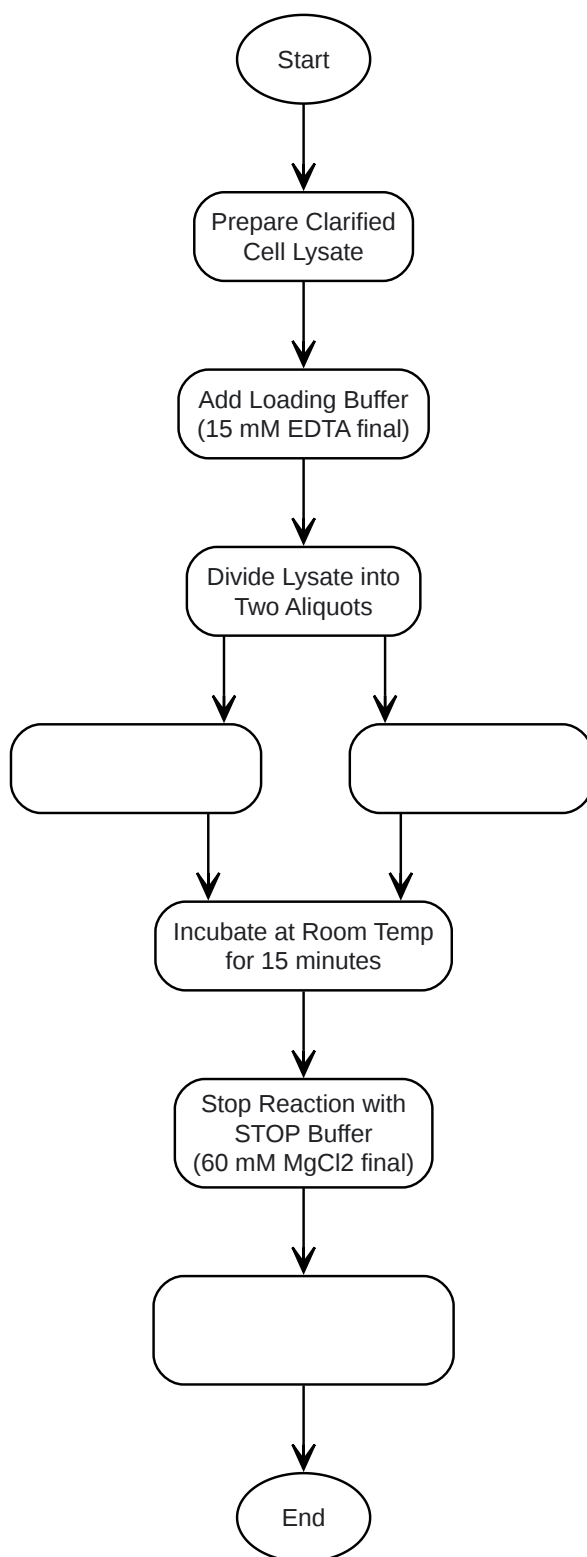 Start
Prepare Clarified
Cell Lysate
Add Loading Buffer
(15 mM EDTA final)
Divide Lysate into
Two Aliquots
Incubate at Room Temp
for 15 minutes
Stop Reaction with
STOP Buffer
(60 mM MgCl2 final)
End